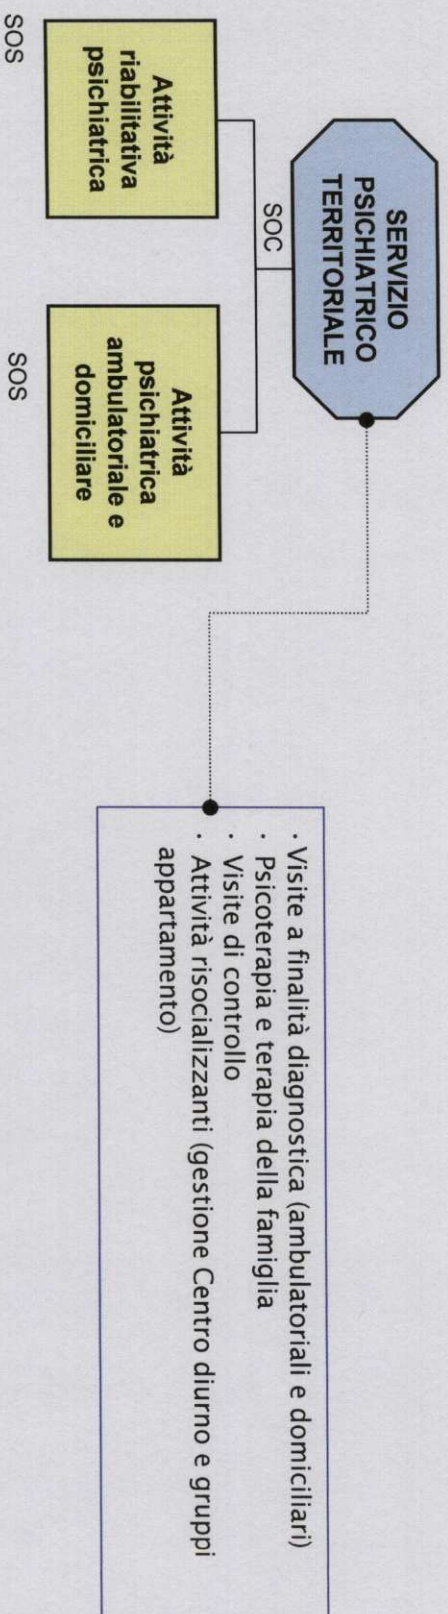 SERVIZIO
PSICHIATRICO
TERRITORIALE
SOC
Attività
riabilitativa
psichiatrica
SOS
Attività
psichiatrica
ambulatoriale e
domiciliare
SOS
· Visite a finalità diagnostica (ambulatoriali e domiciliari)
· Psicoterapia e terapia della famiglia
· Visite di controllo
· Attività risocializzanti (gestione Centro diurno e gruppi
appartamento)